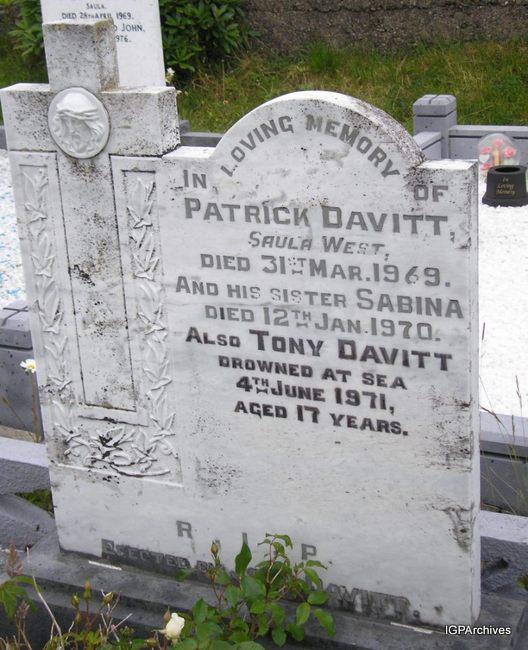 SAULA.
DIED 28TH APRIL 1969.
JOHN,
1976.
IN LOVING MEMORY OF
PATRICK DAVITT,
SAULA WEST,
DIED 31ST MAR. 1969.
AND HIS SISTER SABINA
DIED 12TH JAN. 1970.
ALSO TONY DAVITT
DROWNED AT SEA
4TH JUNE 1971,
AGED 17 YEARS.
R. I. P.
ERECTED DAVITT.
In
Loving
Memory
IGPArchives